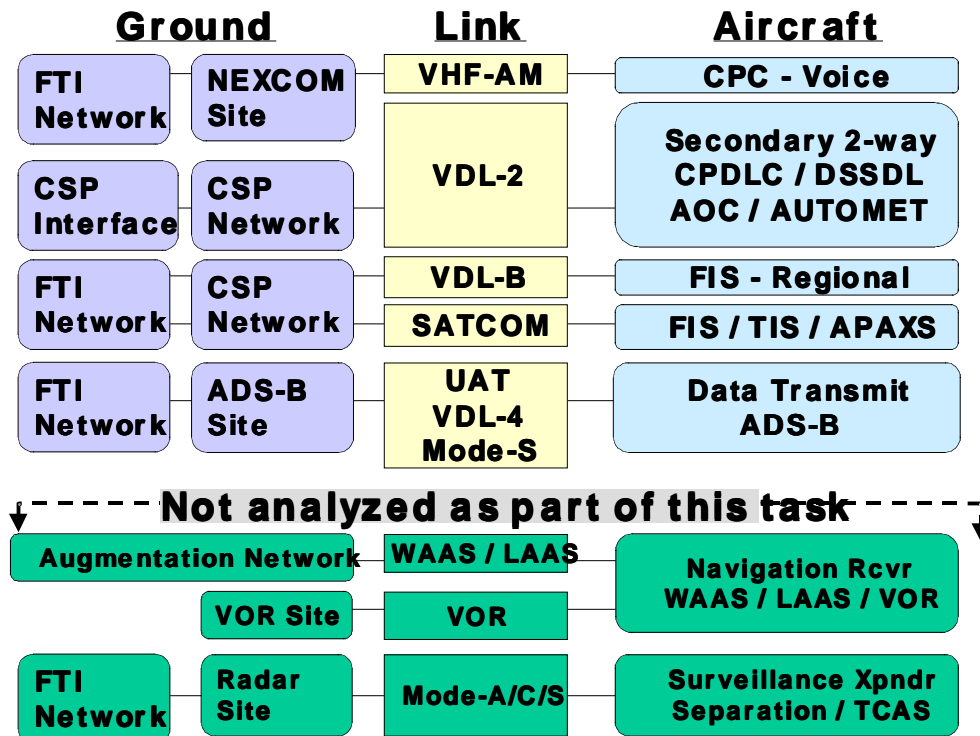 Ground
Link
Aircraft
FTI
Network
NEXCOM
Site
VHF-AM
CPC - Voice
CSP
Interface
CSP
Network
VDL-2
Secondary 2-way
CPDLC / DSSDL
AOC / AUTOMET
FTI
Network
CSP
Network
VDL-B
FIS - Regional
SATCOM
FIS / TIS / APAXS
FTI
Network
ADS-B
Site
UAT
VDL-4
Mode-S
Data Transmit
ADS-B
Not analyzed as part of this task
Augmentation Network
WAAS / LAAS
Navigation Rcvr
WAAS / LAAS / VOR
VOR Site
VOR
FTI
Network
Radar
Site
Mode-A/C/S
Surveillance Xpndr
Separation / TCAS